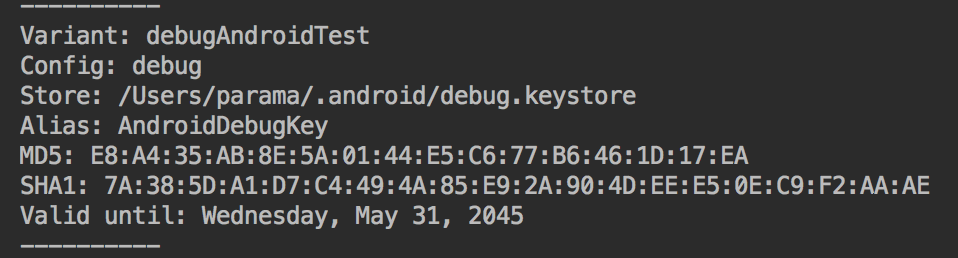 ----------
Variant: debugAndroidTest
Config: debug
Store: /Users/parama/.android/debug.keystore
Alias: AndroidDebugKey
MD5: E8:A4:35:AB:8E:5A:01:44:E5:C6:77:B6:46:1D:17:EA
SHA1: 7A:38:5D:A1:D7:C4:49:4A:85:E9:2A:90:4D:EE:E5:0E:C9:F2:AA:AE
Valid until: Wednesday, May 31, 2045
----------